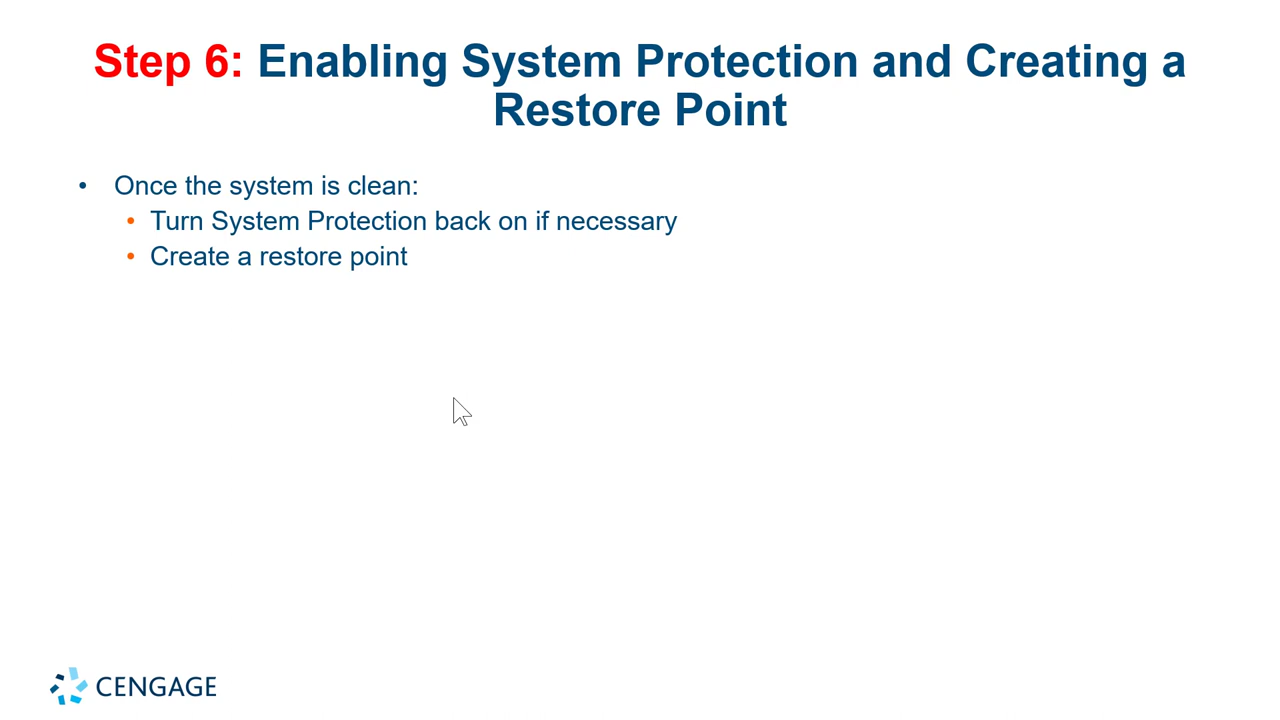 Step 6: Enabling System Protection and Creating a
Restore Point
• Once the system is clean:
• Turn System Protection back on if necessary
• Create a restore point
CENGAGE